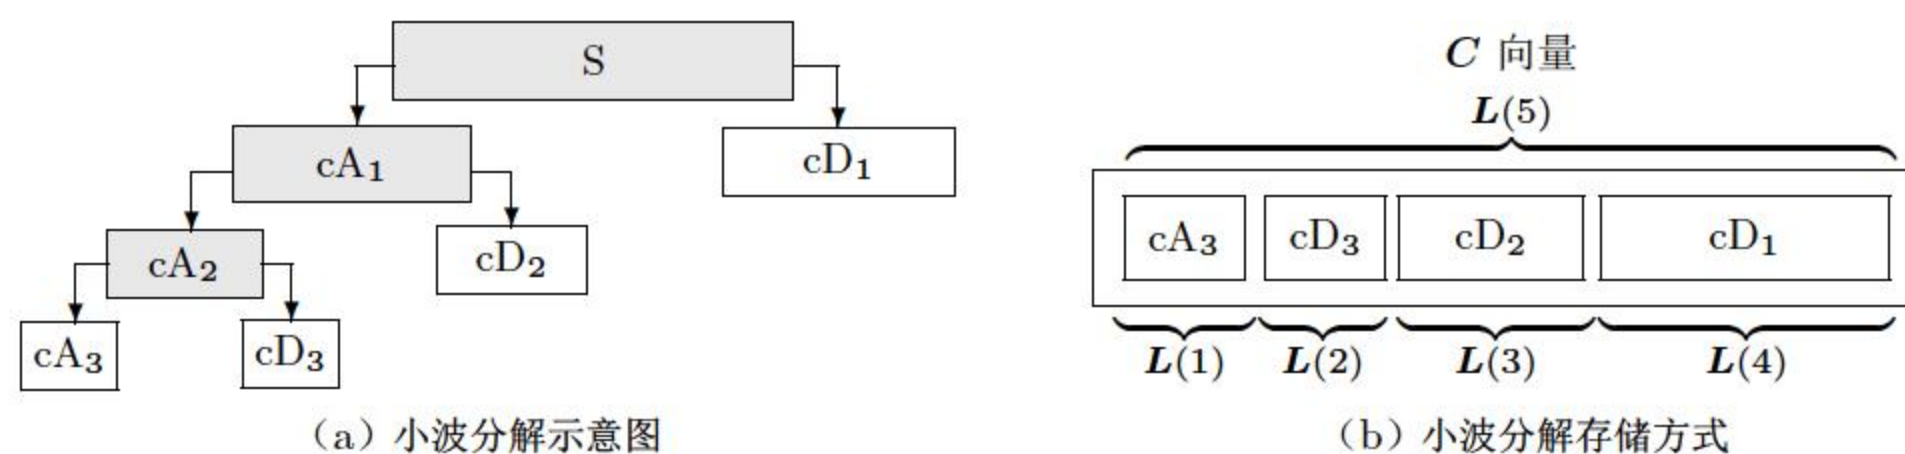 S
cA1
cD1
cA2
cD2
cA3
cD3
(a)小波分解示意图
C 向量
L(5)
cA3 cD3 cD2 cD1
L(1) L(2) L(3) L(4)
(b)小波分解存储方式